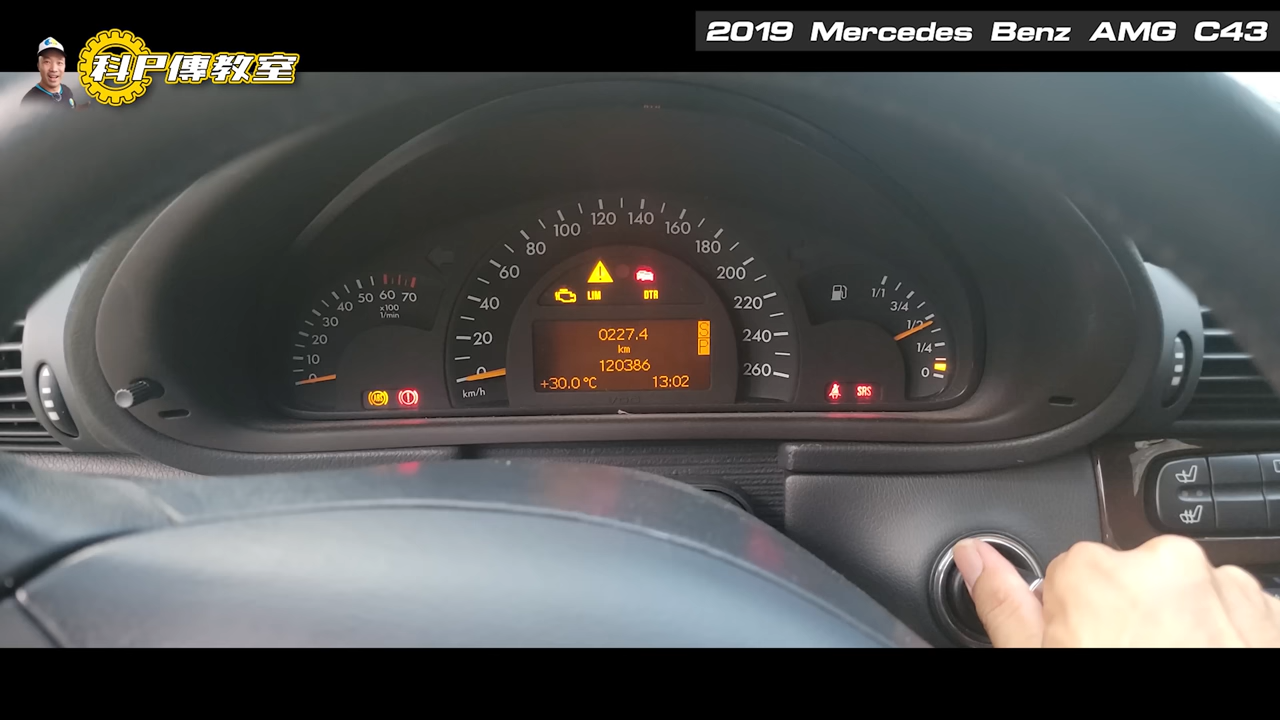 2019 Mercedes Benz AMG C43
科P傳教室
0 10 20 30 40 50 60 70
x100
1/min
0 20 40 60 80 100 120 140 160 180 200 220 240 260
km/h
LIM
DTR
0227.4
km
120386
+30.0°C
13:02
S
P
ABS
SRS
1/1
3/4
1/2
1/4
0